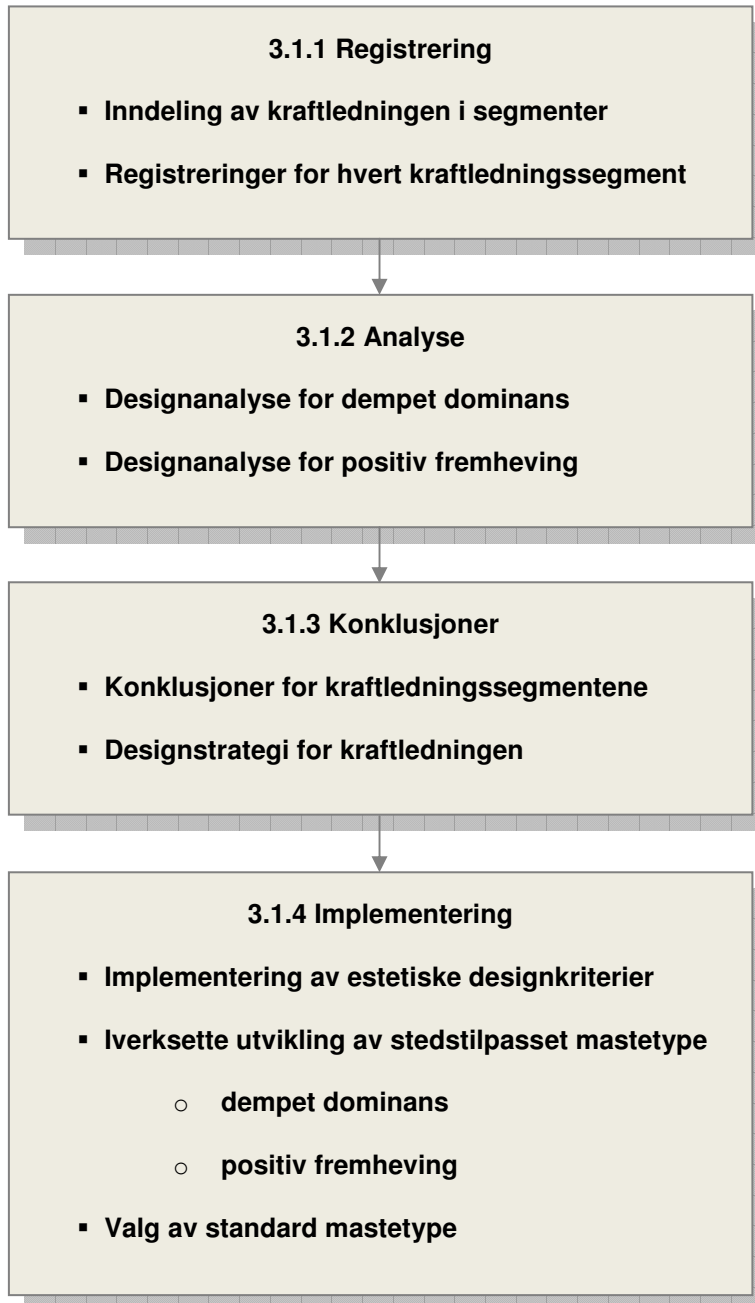 3.1.1 Registrering
▪ Inndeling av kraftledningen i segmenter
▪ Registreringer for hvert kraftledningssegment
3.1.2 Analyse
▪ Designanalyse for dempet dominans
▪ Designanalyse for positiv fremheving
3.1.3 Konklusjoner
▪ Konklusjoner for kraftledningssegmentene
▪ Designstrategi for kraftledningen
3.1.4 Implementering
▪ Implementering av estetiske designkriterier
▪ Iverksette utvikling av stedstilpasset mastetype
o dempet dominans
o positiv fremheving
▪ Valg av standard mastetype